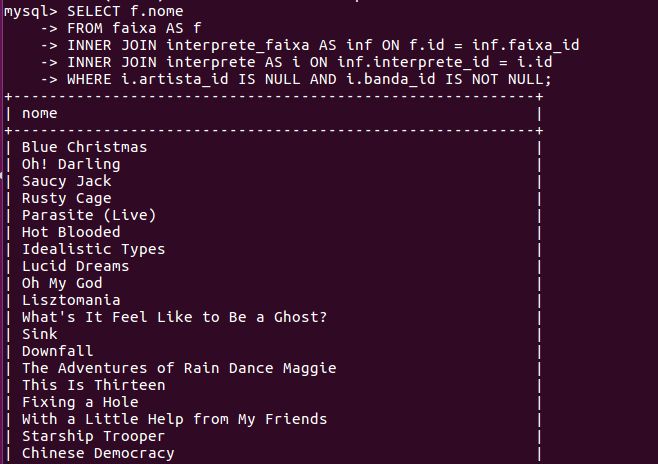 mysql> SELECT f.nome
-> FROM faixa AS f
-> INNER JOIN interprete_faixa AS inf ON f.id = inf.faixa_id
-> INNER JOIN interprete AS i ON inf.interprete_id = i.id
-> WHERE i.artista_id IS NULL AND i.banda_id IS NOT NULL;
+----------------------------------------------------------+
| nome |
+----------------------------------------------------------+
| Blue Christmas |
| Oh! Darling |
| Saucy Jack |
| Rusty Cage |
| Parasite (Live) |
| Hot Blooded |
| Idealistic Types |
| Lucid Dreams |
| Oh My God |
| Lisztomania |
| What's It Feel Like to Be a Ghost? |
| Sink |
| Downfall |
| The Adventures of Rain Dance Maggie |
| This Is Thirteen |
| Fixing a Hole |
| With a Little Help from My Friends |
| Starship Trooper |
| Chinese Democracy |